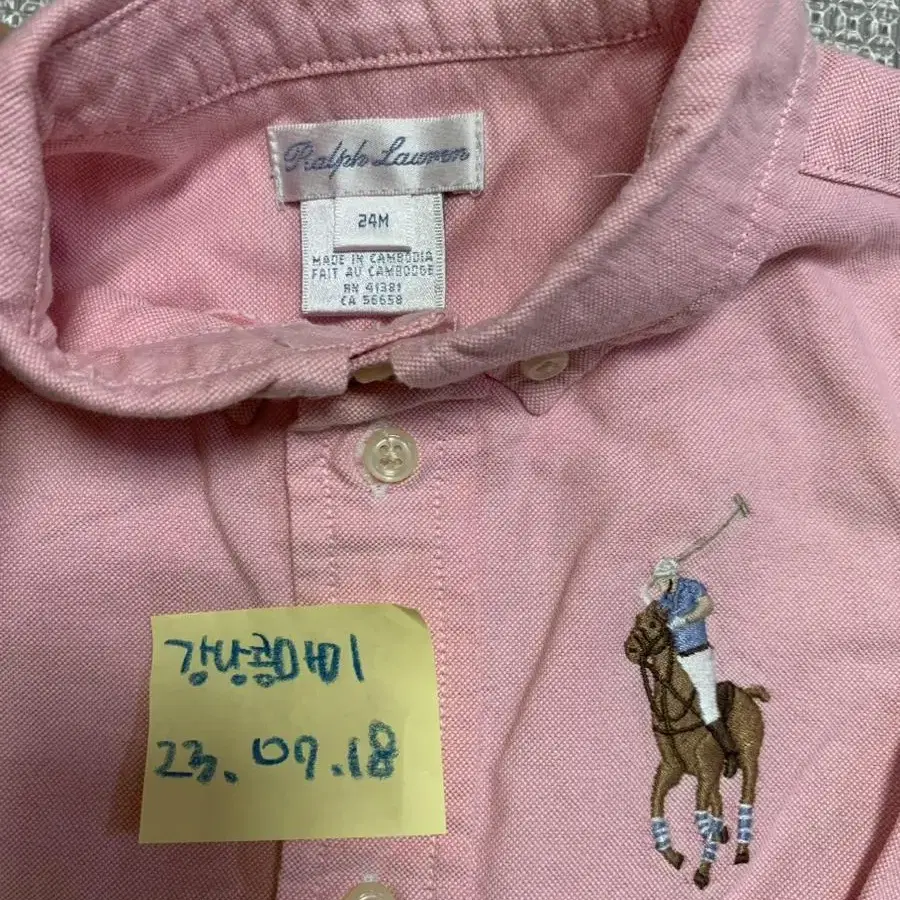 Ralph Lauren
24M
MADE IN CAMBODIA
FAIT AU CAMBODGE
RN 41381
CA 56658
강낭콩매미
23.07.18